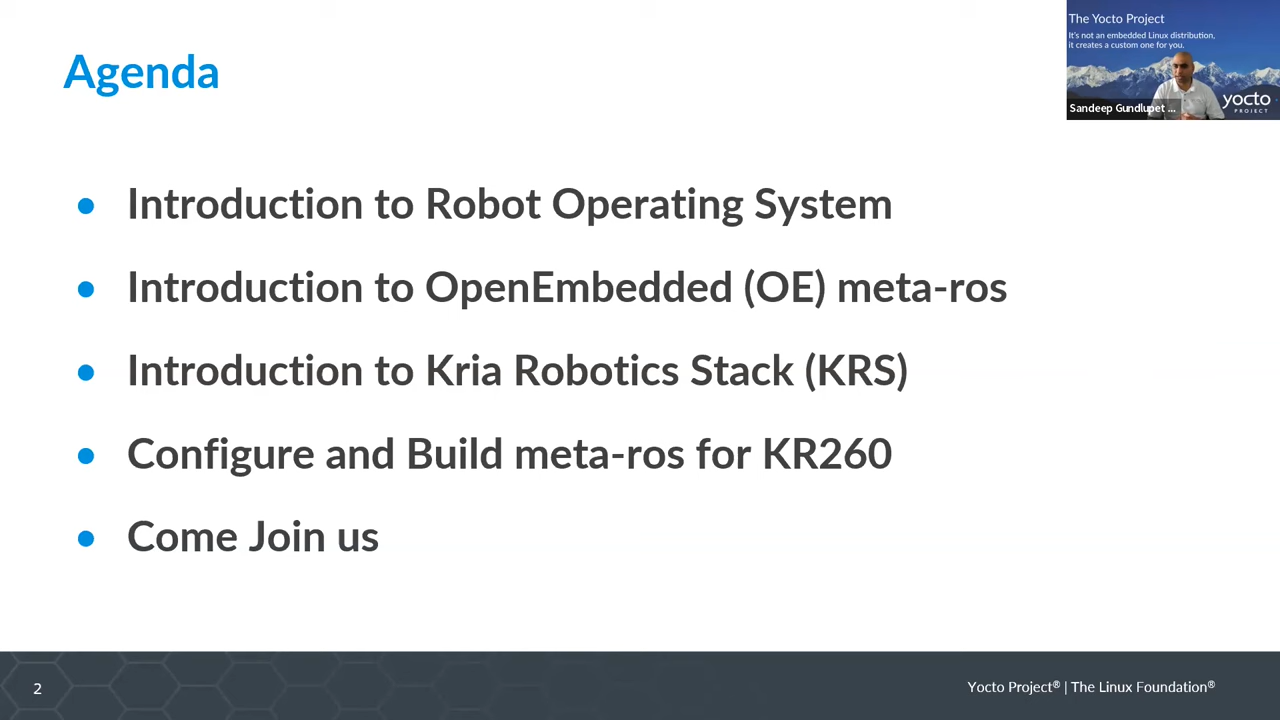 Agenda
The Yocto Project
It's not an embedded Linux distribution,
it creates a custom one for you.
Sandeep Gundlupet ...
yocto
PROJECT
• Introduction to Robot Operating System
• Introduction to OpenEmbedded (OE) meta-ros
• Introduction to Kria Robotics Stack (KRS)
• Configure and Build meta-ros for KR260
• Come Join us
2
Yocto Project® | The Linux Foundation®